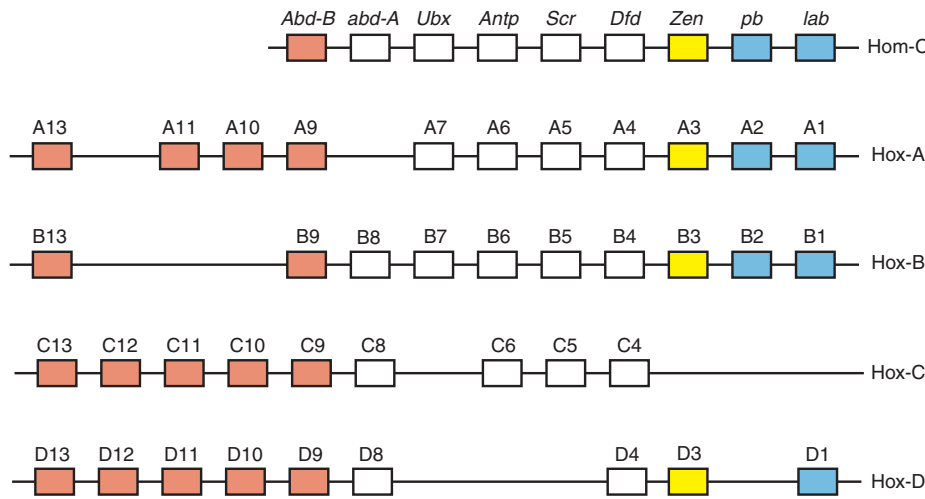 Abd-B abd-A Ubx Antp Scr Dfd Zen pb lab
Hom-C
A13 A11 A10 A9 A7 A6 A5 A4 A3 A2 A1
Hox-A
B13 B9 B8 B7 B6 B5 B4 B3 B2 B1
Hox-B
C13 C12 C11 C10 C9 C8 C6 C5 C4
Hox-C
D13 D12 D11 D10 D9 D8 D4 D3 D1
Hox-D